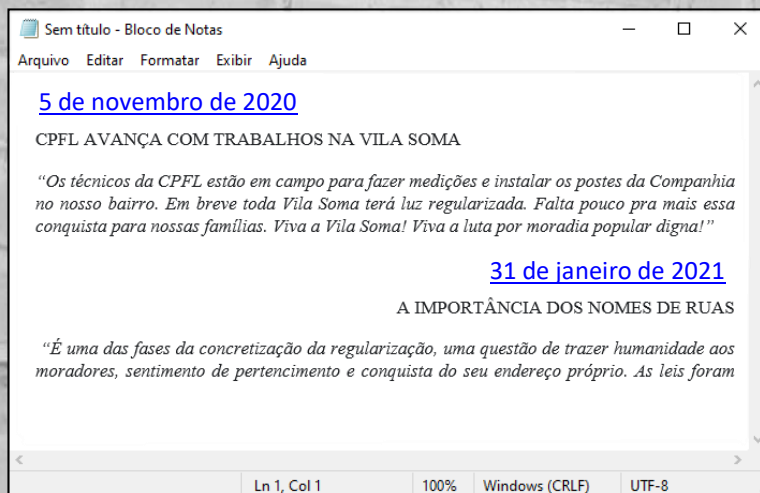 Sem título - Bloco de Notas
Arquivo Editar Formatar Exibir Ajuda
5 de novembro de 2020
CPFL AVANÇA COM TRABALHOS NA VILA SOMA
“Os técnicos da CPFL estão em campo para fazer medições e instalar os postes da Companhia
no nosso bairro. Em breve toda Vila Soma terá luz regularizada. Falta pouco pra mais essa
conquista para nossas famílias. Viva a Vila Soma! Viva a luta por moradia popular digna!”
31 de janeiro de 2021
A IMPORTÂNCIA DOS NOMES DE RUAS
“É uma das fases da concretização da regularização, uma questão de trazer humanidade aos
moradores, sentimento de pertencimento e conquista do seu endereço próprio. As leis foram
Ln 1, Col 1 100% Windows (CRLF) UTF-8